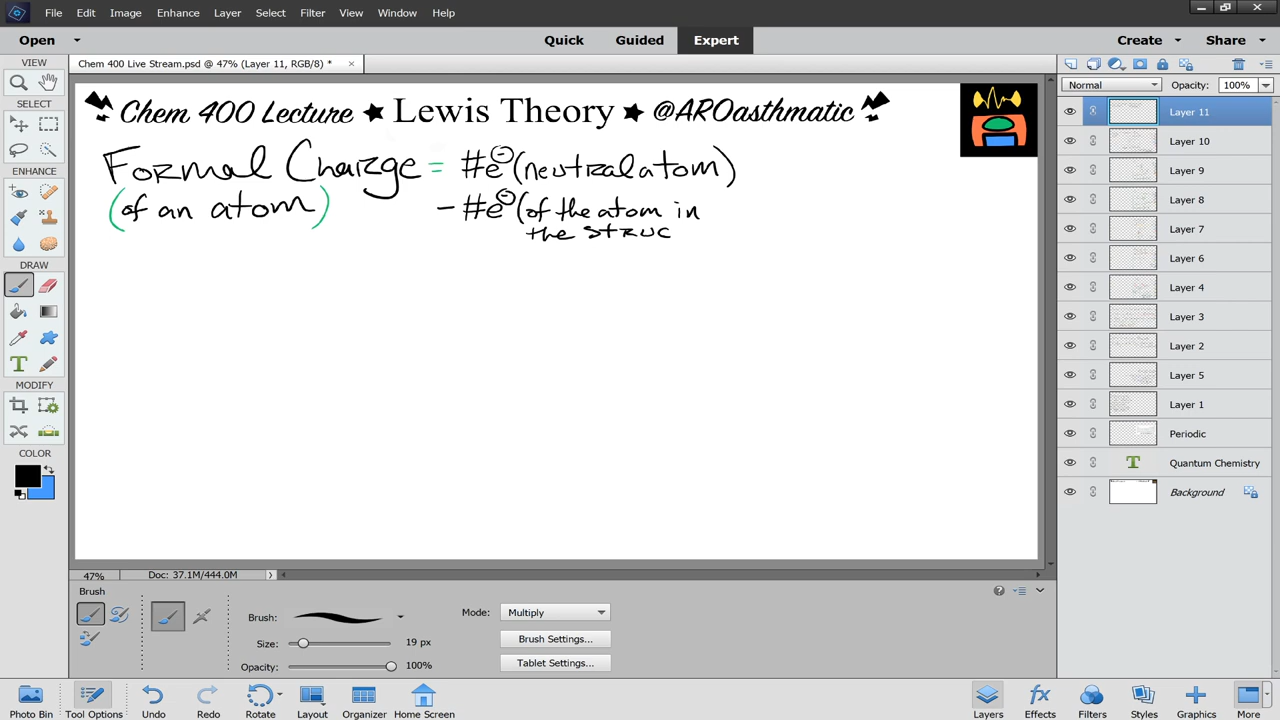 File Edit Image Enhance Layer Select Filter View Window Help
Open Quick Guided Expert Create Share
VIEW
Chem 400 Live Stream.psd @ 47% (Layer 11, RGB/8) * ×
SELECT
ENHANCE
DRAW
MODIFY
COLOR
Chem 400 Lecture ★ Lewis Theory ★ @AROasthmatic
Formal Charge = #e⊖(neutral atom)
(of an atom) - #e⊖(of the atom in
the struc
Normal Opacity: 100%
Layer 11
Layer 10
Layer 9
Layer 8
Layer 7
Layer 6
Layer 4
Layer 3
Layer 2
Layer 5
Layer 1
Periodic
T Quantum Chemistry
Background
47% Doc: 37.1M/444.0M
Brush
Brush: Mode: Multiply
Size: 19 px Brush Settings...
Opacity: 100% Tablet Settings...
Photo Bin Tool Options Undo Redo Rotate Layout Organizer Home Screen Layers Effects Filters Styles Graphics More